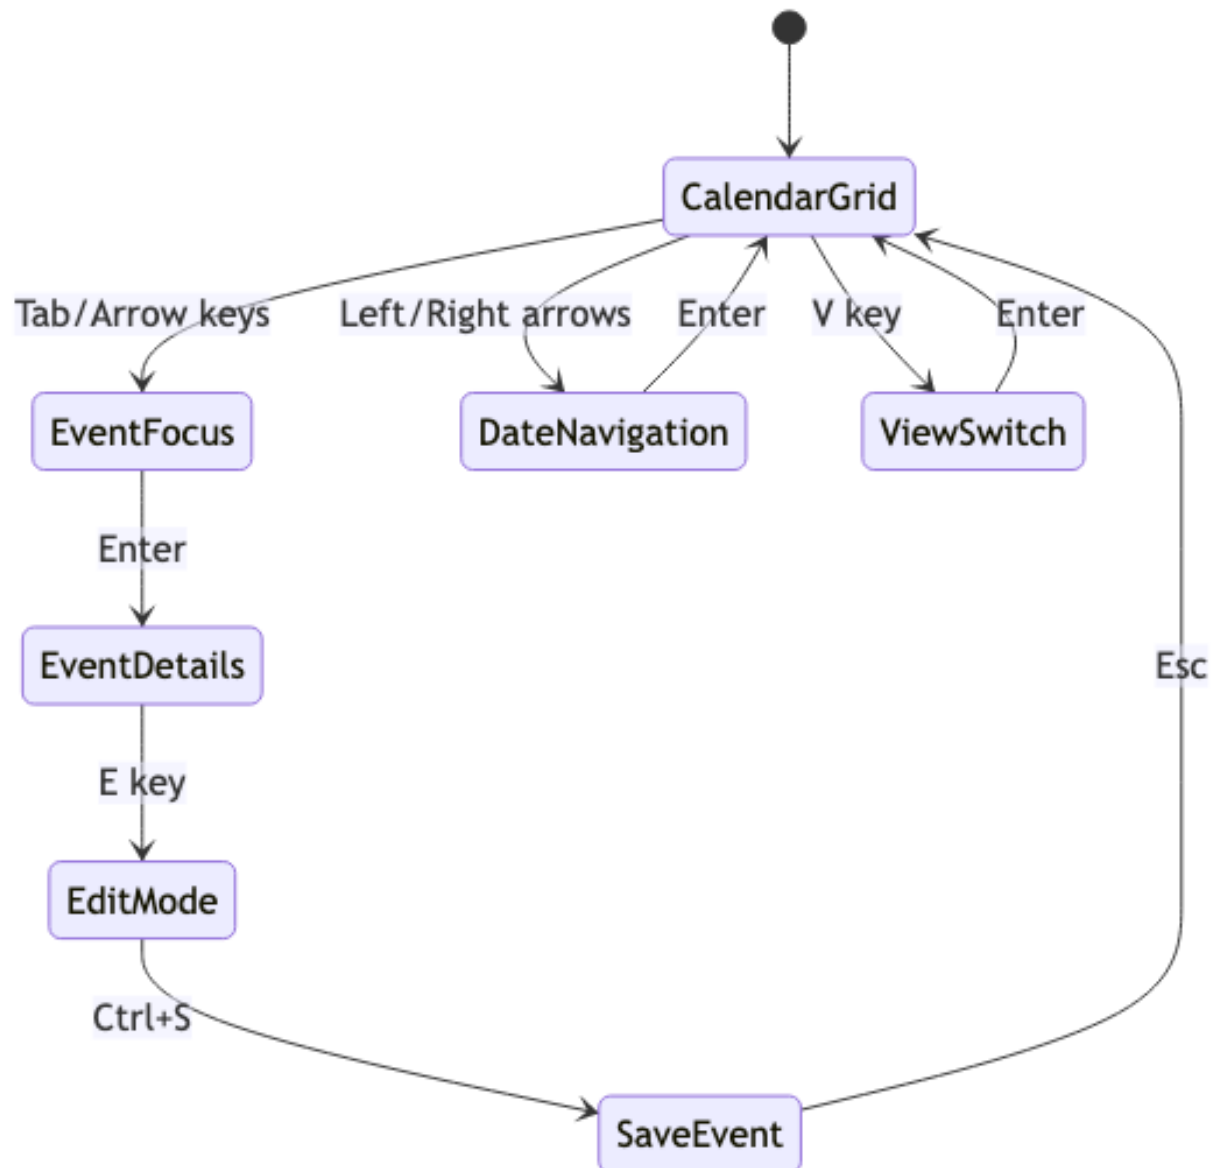 CalendarGrid
Tab/Arrow keys
Left/Right arrows
Enter
V key
Enter
EventFocus
DateNavigation
ViewSwitch
Enter
EventDetails
Esc
E key
EditMode
Ctrl+S
SaveEvent